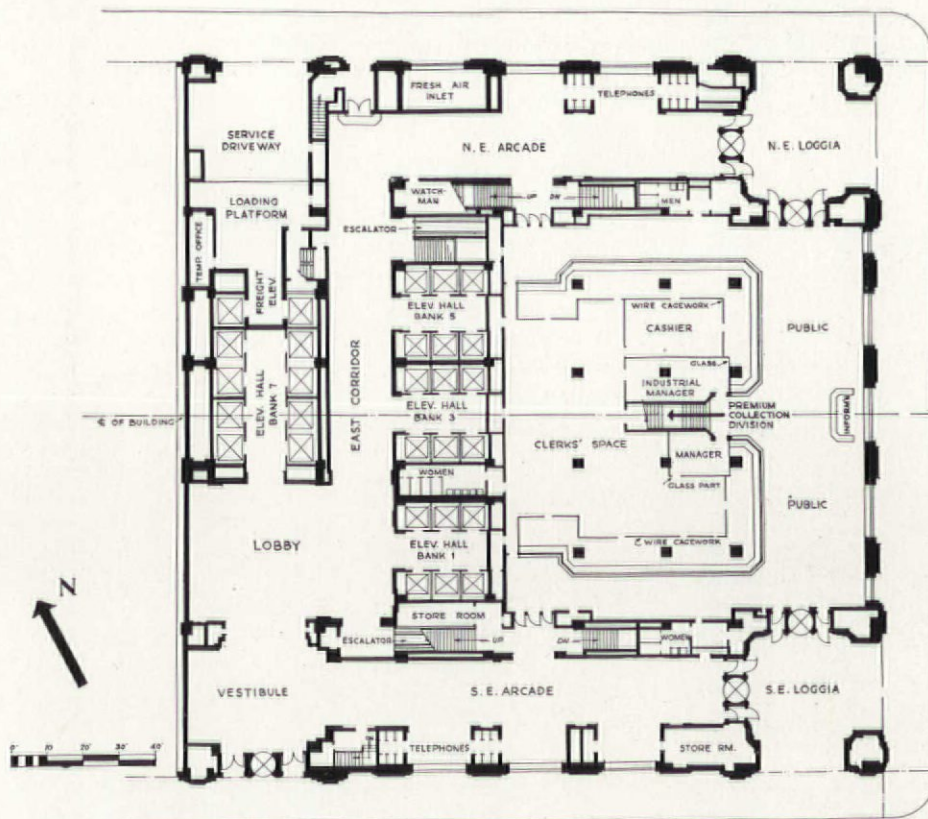 FRESH AIR
INLET
TELEPHONES
SERVICE
DRIVEWAY
N. E. ARCADE
N. E. LOGGIA
LOADING
PLATFORM
WATCH-
MAN
UP
DN
MEN
ESCALATOR
TEMP. OFFICE
FREIGHT
ELEV.
ELEV. HALL
BANK 5
WIRE CAGEWORK
CASHIER
PUBLIC
GLASS
EAST CORRIDOR
ELEV. HALL
BANK 7
INDUSTRIAL
MANAGER
ELEV. HALL
BANK 3
PREMIUM
COLLECTION
DIVISION
INFORM'N
℄ OF BUILDING
CLERKS' SPACE
MANAGER
WOMEN
GLASS PART
PUBLIC
LOBBY
ELEV. HALL
BANK 1
WIRE CAGEWORK
N
STORE ROOM
ESCALATOR
UP
DN
WOMEN
VESTIBULE
S. E. ARCADE
S. E. LOGGIA
TELEPHONES
STORE RM.
0' 10 20' 30' 40'